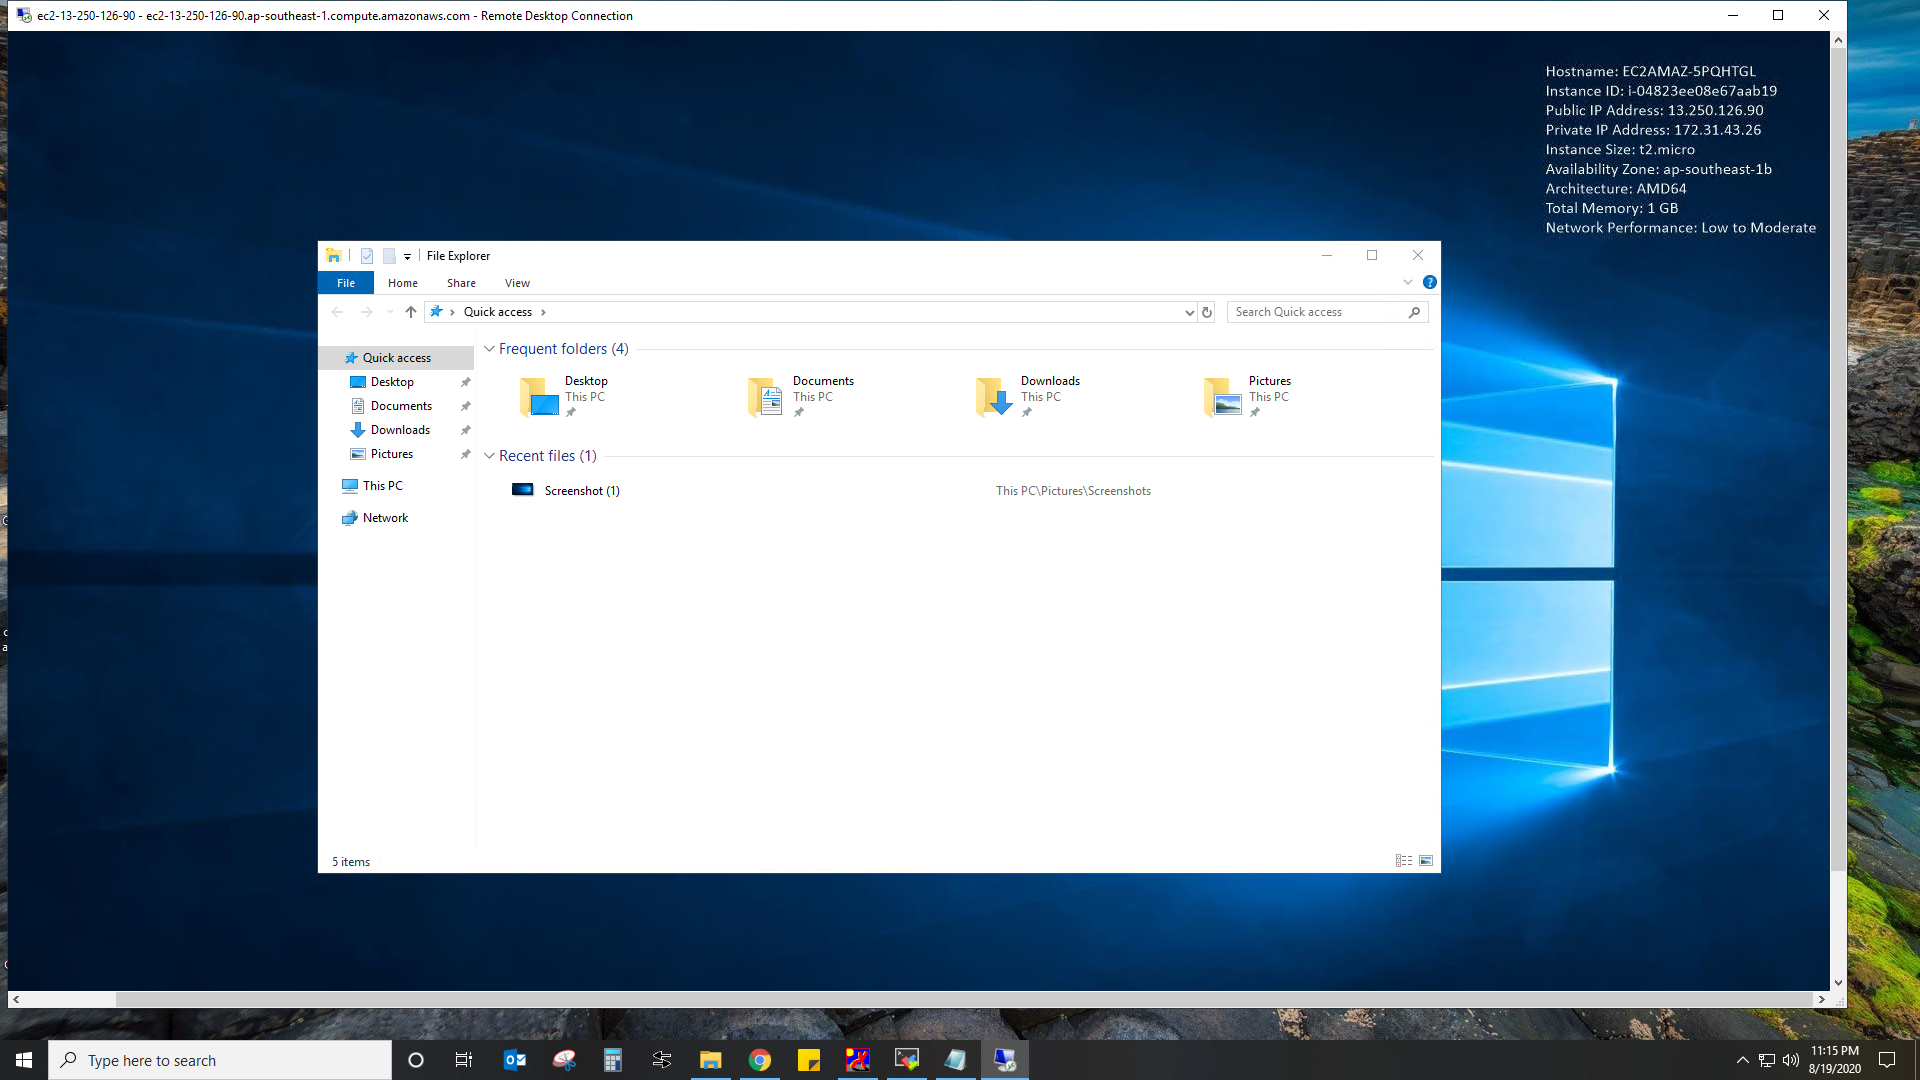 ec2-13-250-126-90 - ec2-13-250-126-90.ap-southeast-1.compute.amazonaws.com - Remote Desktop Connection
Hostname: EC2AMAZ-5PQHTGL
Instance ID: i-04823ee08e67aab19
Public IP Address: 13.250.126.90
Private IP Address: 172.31.43.26
Instance Size: t2.micro
Availability Zone: ap-southeast-1b
Architecture: AMD64
Total Memory: 1 GB
Network Performance: Low to Moderate
File Explorer
File Home Share View
Quick access
Search Quick access
Quick access
Desktop
Documents
Downloads
Pictures
This PC
Network
Frequent folders (4)
Desktop
This PC
Documents
This PC
Downloads
This PC
Pictures
This PC
Recent files (1)
Screenshot (1) This PC\Pictures\Screenshots
5 items
Type here to search
11:15 PM
8/19/2020